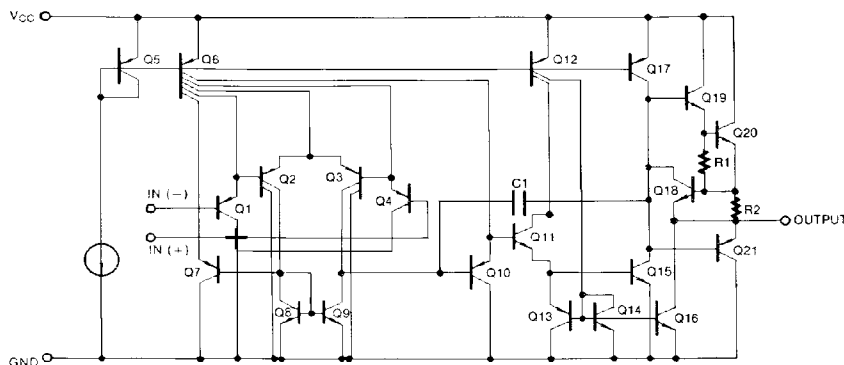 VCC
Q5
Q6
Q12
Q17
Q19
Q20
R1
Q2
Q3
C1
Q18
R2
IN (−)
Q1
Q4
OUTPUT
IN (+)
Q11
Q21
Q7
Q10
Q15
Q8
Q9
Q13
Q14
Q16
GND